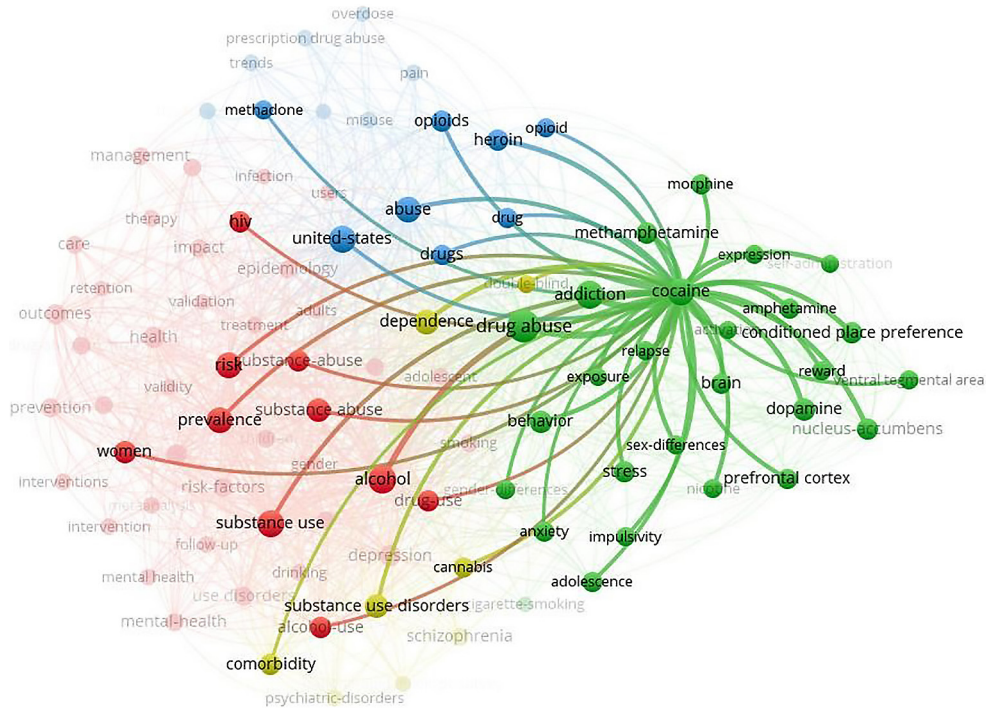 overdose
prescription drug abuse
trends
pain
methadone
misuse
opioids
opioid
heroin
management
infection
morphine
users
therapy
hiv
abuse
drug
methamphetamine
united-states
care
impact
drugs
expression
self-administration
epidemiology
retention
double-blind
addiction
cocaine
validation
adults
amphetamine
outcomes
treatment
dependence
drug abuse
conditioned place preference
health
relapse
risk
substance-abuse
adolescent
exposure
brain
reward
ventral tegmental area
validity
prevention
substance abuse
dopamine
prevalence
behavior
nucleus-accumbens
women
smoking
sex-differences
gender
stress
interventions
risk-factors
alcohol
gender-differences
nicotine
prefrontal cortex
drug-use
intervention
substance use
anxiety
impulsivity
follow-up
depression
mental health
drinking
cannabis
adolescence
use disorders
substance use disorders
cigarette-smoking
mental-health
alcohol-use
schizophrenia
comorbidity
psychiatric-disorders